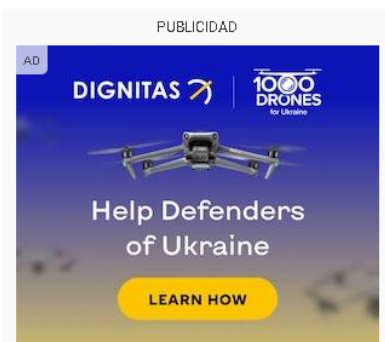 PUBLICIDAD
AD
DIGNITAS
1000
DRONES
for Ukraine
Help Defenders
of Ukraine
LEARN HOW